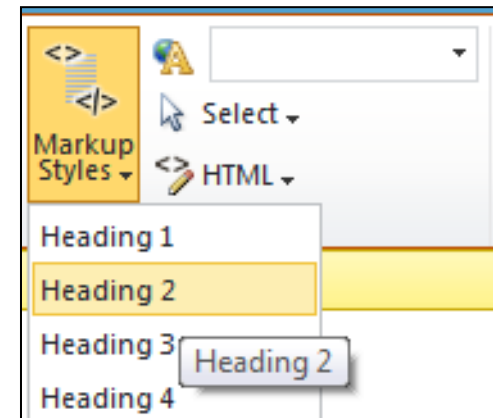 Markup
Styles
Select
HTML
Heading 1
Heading 2
Heading 3
Heading 2
Heading 4